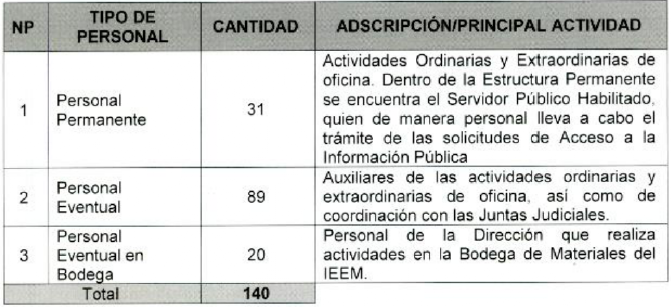 NP
TIPO DE
PERSONAL
CANTIDAD
ADSCRIPCIÓN/PRINCIPAL ACTIVIDAD
1
Personal
Permanente
31
Actividades Ordinarias y Extraordinarias de
oficina. Dentro de la Estructura Permanente
se encuentra el Servidor Público Habilitado,
quien de manera personal lleva a cabo el
trámite de las solicitudes de Acceso a la
Información Pública
2
Personal
Eventual
89
Auxiliares de las actividades ordinarias y
extraordinarias de oficina, así como de
coordinación con las Juntas Judiciales.
3
Personal
Eventual en
Bodega
20
Personal de la Dirección que realiza
actividades en la Bodega de Materiales del
IEEM.
Total
140